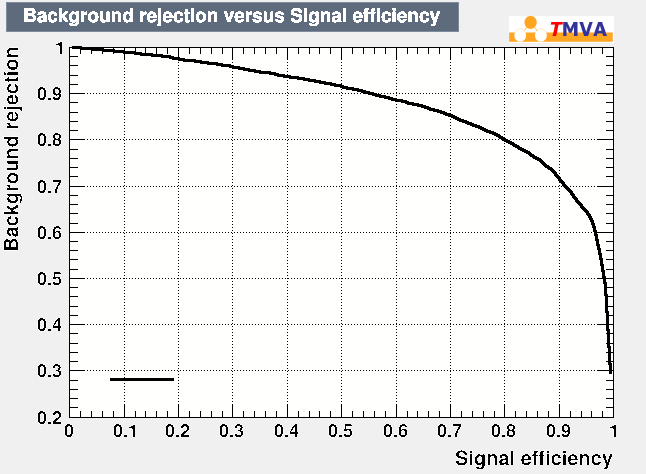 Background rejection versus Signal efficiency
TMVA
Background rejection
1
0.9
0.8
0.7
0.6
0.5
0.4
0.3
0.2
0 0.1 0.2 0.3 0.4 0.5 0.6 0.7 0.8 0.9 1
Signal efficiency